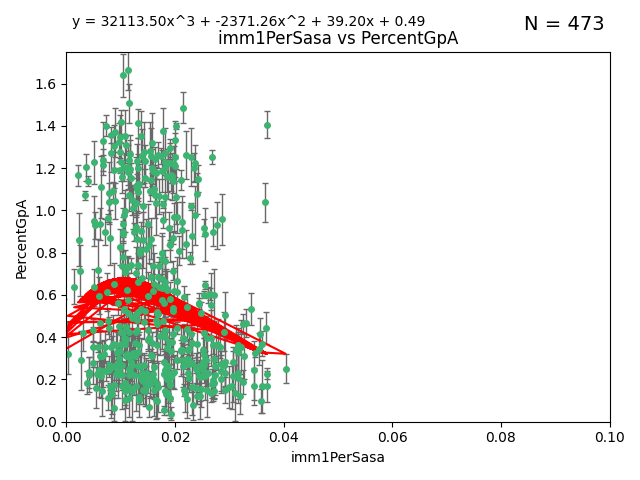 y = 32113.50x^3 + -2371.26x^2 + 39.20x + 0.49
N = 473
imm1PerSasa vs PercentGpA
1.6
1.4
1.2
1.0
0.8
0.6
0.4
0.2
0.0
PercentGpA
0.00 0.02 0.04 0.06 0.08 0.10
imm1PerSasa